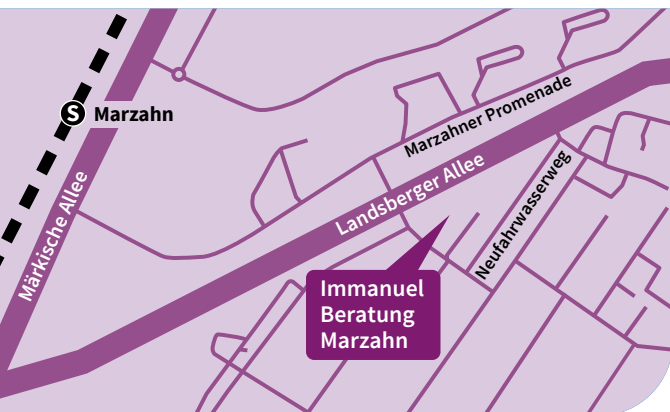 S Marzahn
Märkische Allee
Marzahner Promenade
Landsberger Allee
Neufahrwasserweg
Immanuel
Beratung
Marzahn